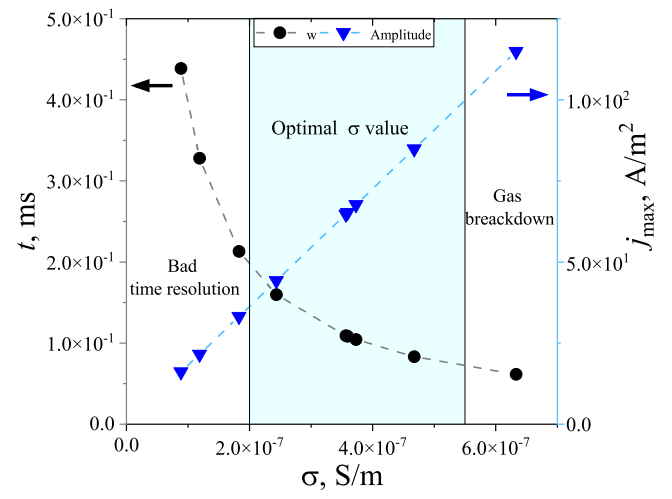 5.0×10⁻¹
4.0×10⁻¹
3.0×10⁻¹
2.0×10⁻¹
1.0×10⁻¹
0.0
t, ms
w Amplitude
Optimal σ value
Bad
time resolution
Gas
breackdown
1.0×10²
5.0×10¹
0.0
j_max, A/m²
0.0
2.0×10⁻⁷
4.0×10⁻⁷
6.0×10⁻⁷
σ, S/m